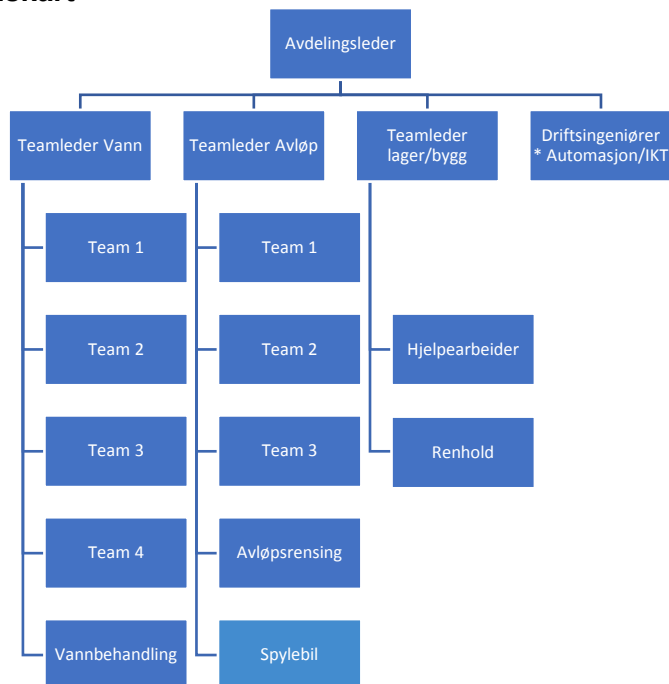 Avdelingsleder
Teamleder Vann
Teamleder Avløp
Teamleder
lager/bygg
Driftsingeniører
* Automasjon/IKT
Team 1
Team 2
Team 3
Team 4
Vannbehandling
Team 1
Team 2
Team 3
Avløpsrensing
Spylebil
Hjelpearbeider
Renhold